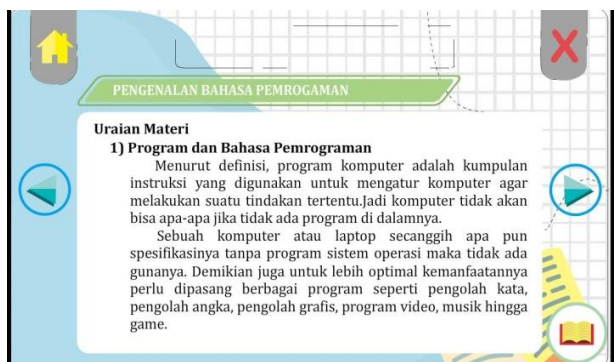 PENGENALAN BAHASA PEMROGAMAN
Uraian Materi
1) Program dan Bahasa Pemrograman
Menurut definisi, program komputer adalah kumpulan
instruksi yang digunakan untuk mengatur komputer agar
melakukan suatu tindakan tertentu.Jadi komputer tidak akan
bisa apa-apa jika tidak ada program di dalamnya.
Sebuah komputer atau laptop secanggih apa pun
spesifikasinya tanpa program sistem operasi maka tidak ada
gunanya. Demikian juga untuk lebih optimal kemanfaatannya
perlu dipasang berbagai program seperti pengolah kata,
pengolah angka, pengolah grafis, program video, musik hingga
game.